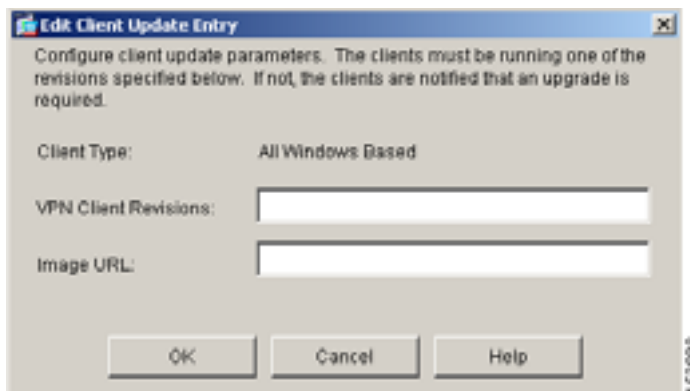 Edit Client Update Entry
Configure client update parameters. The clients must be running one of the
revisions specified below. If not, the clients are notified that an upgrade is
required.
Client Type: All Windows Based
VPN Client Revisions:
Image URL:
OK Cancel Help